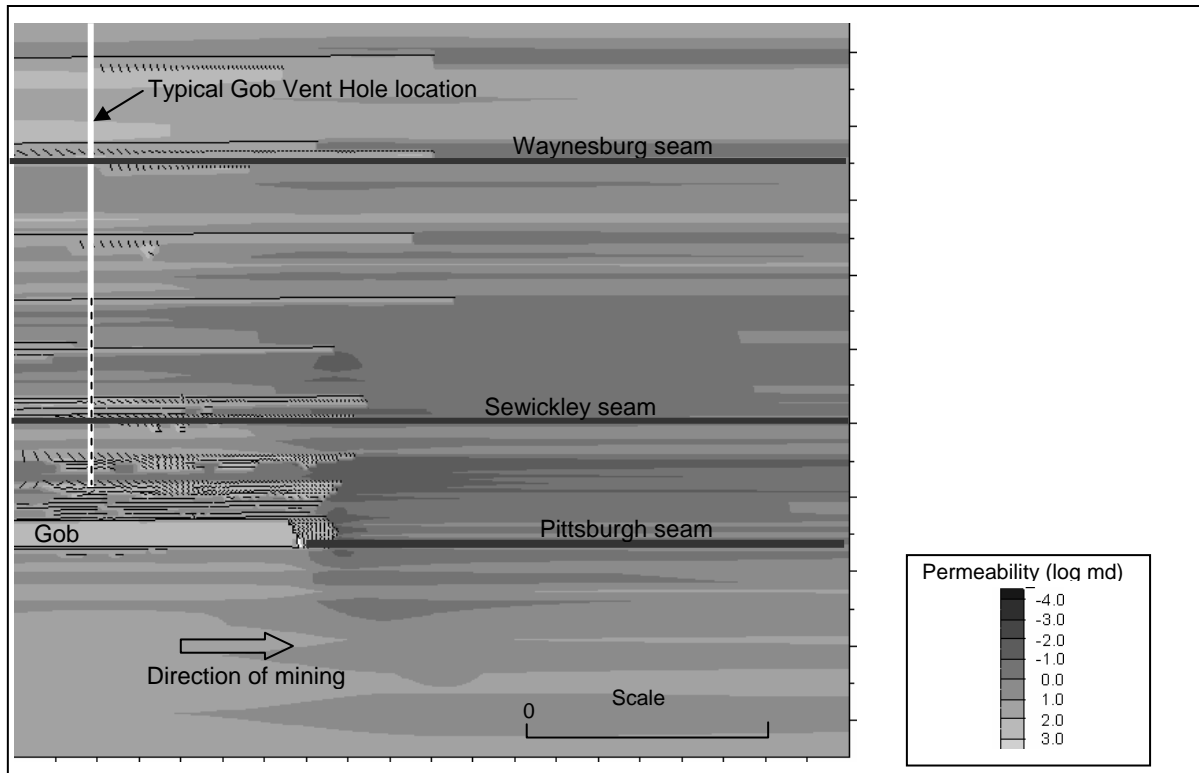 Typical Gob Vent Hole location
Waynesburg seam
Sewickley seam
Gob
Pittsburgh seam
Direction of mining
Scale
0
Permeability (log md)
-4.0
-3.0
-2.0
-1.0
0.0
1.0
2.0
3.0